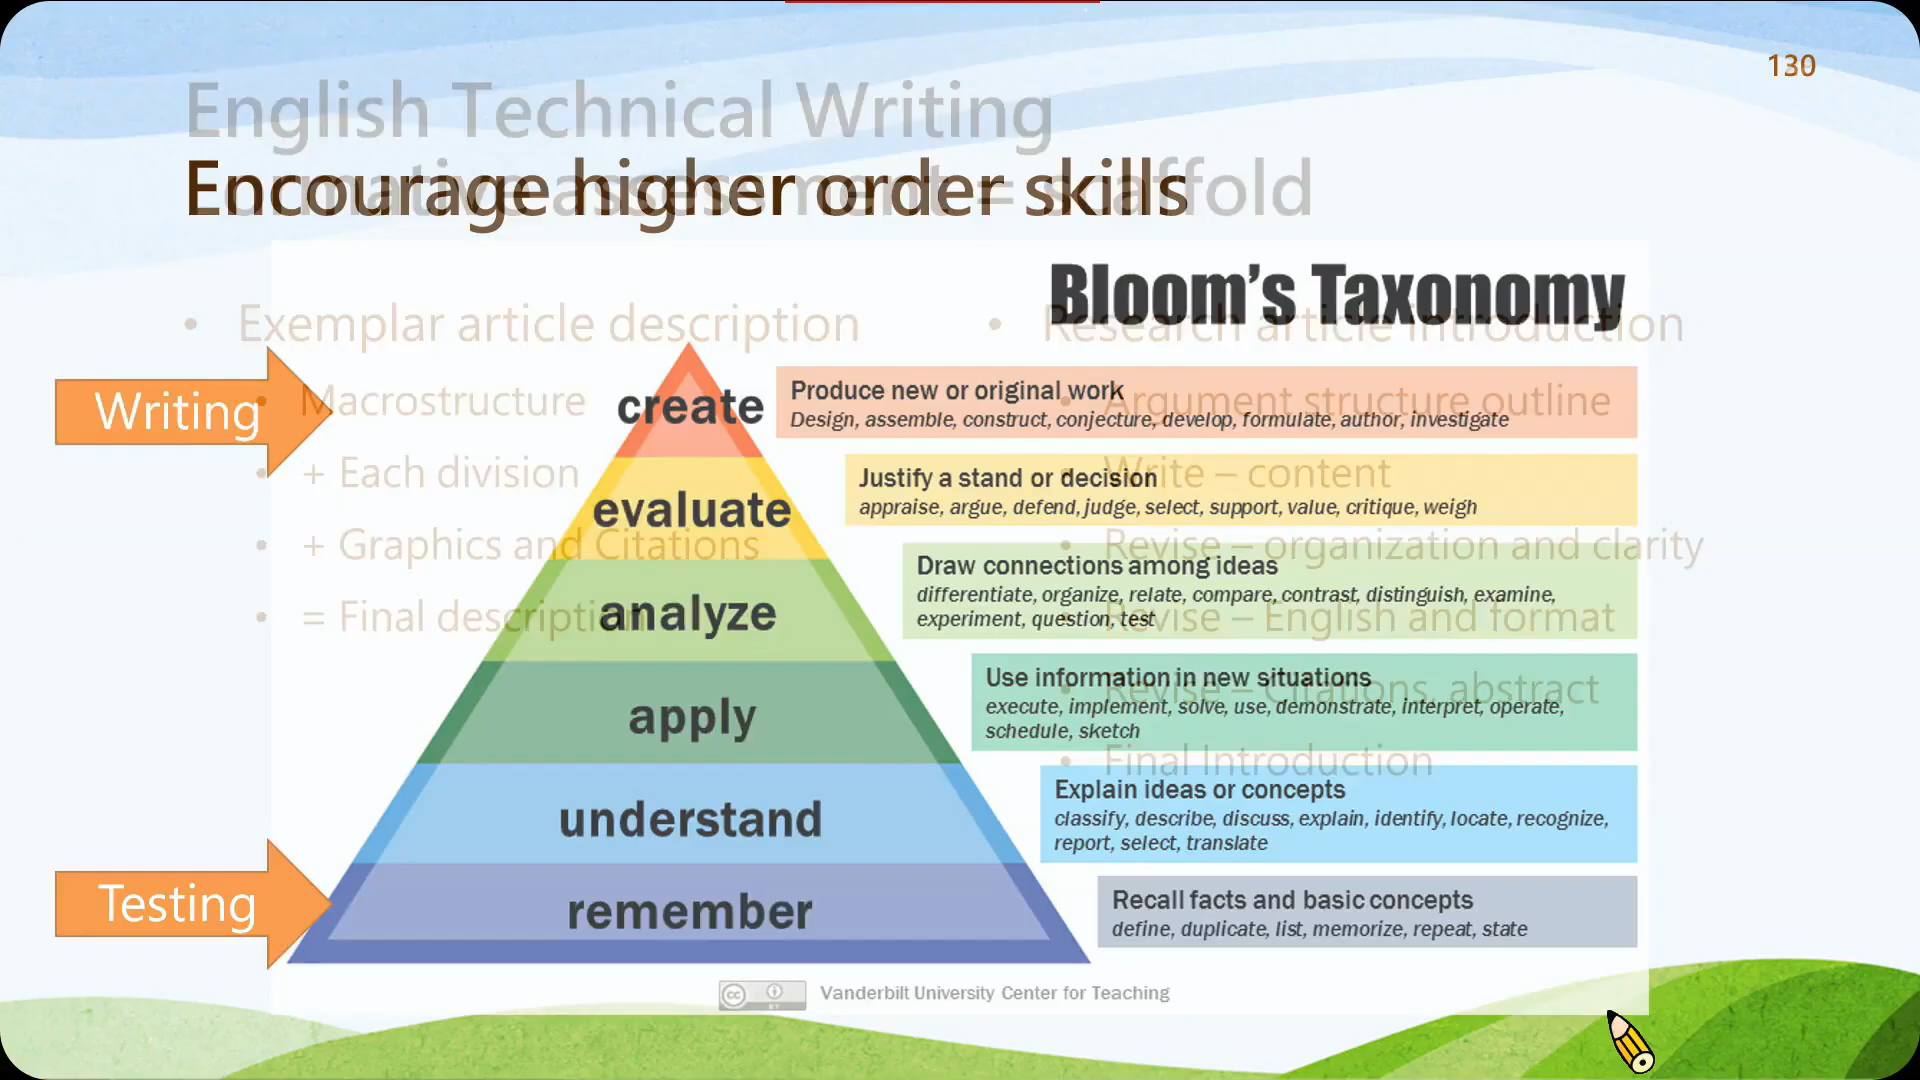 130
English Technical Writing
Formative assessment = scaffold
Encourage higher order skills
Bloom's Taxonomy
• Exemplar article description
• Macrostructure
• + Each division
• + Graphics and Citations
• = Final description
• Research article introduction
• Argument structure outline
• Write – content
• Revise – organization and clarity
• Revise – English and format
• Revise – Citations, abstract
• Final Introduction
Writing
create
Produce new or original work
Design, assemble, construct, conjecture, develop, formulate, author, investigate
evaluate
Justify a stand or decision
appraise, argue, defend, judge, select, support, value, critique, weigh
analyze
Draw connections among ideas
differentiate, organize, relate, compare, contrast, distinguish, examine,
experiment, question, test
apply
Use information in new situations
execute, implement, solve, use, demonstrate, interpret, operate,
schedule, sketch
understand
Explain ideas or concepts
classify, describe, discuss, explain, identify, locate, recognize,
report, select, translate
Testing
remember
Recall facts and basic concepts
define, duplicate, list, memorize, repeat, state
cc BY
Vanderbilt University Center for Teaching